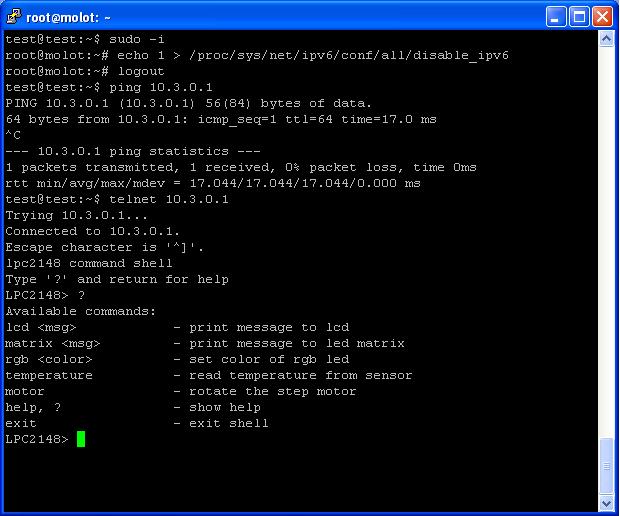 root@molot: ~
test@test:~$ sudo -i
root@molot:~# echo 1 > /proc/sys/net/ipv6/conf/all/disable_ipv6
root@molot:~# logout
test@test:~$ ping 10.3.0.1
PING 10.3.0.1 (10.3.0.1) 56(84) bytes of data.
64 bytes from 10.3.0.1: icmp_seq=1 ttl=64 time=17.0 ms
^C
--- 10.3.0.1 ping statistics ---
1 packets transmitted, 1 received, 0% packet loss, time 0ms
rtt min/avg/max/mdev = 17.044/17.044/17.044/0.000 ms
test@test:~$ telnet 10.3.0.1
Trying 10.3.0.1...
Connected to 10.3.0.1.
Escape character is '^]'.
lpc2148 command shell
Type '?' and return for help
LPC2148> ?
Available commands:
lcd <msg> - print message to lcd
matrix <msg> - print message to led matrix
rgb <color> - set color of rgb led
temperature - read temperature from sensor
motor - rotate the step motor
help, ? - show help
exit - exit shell
LPC2148>